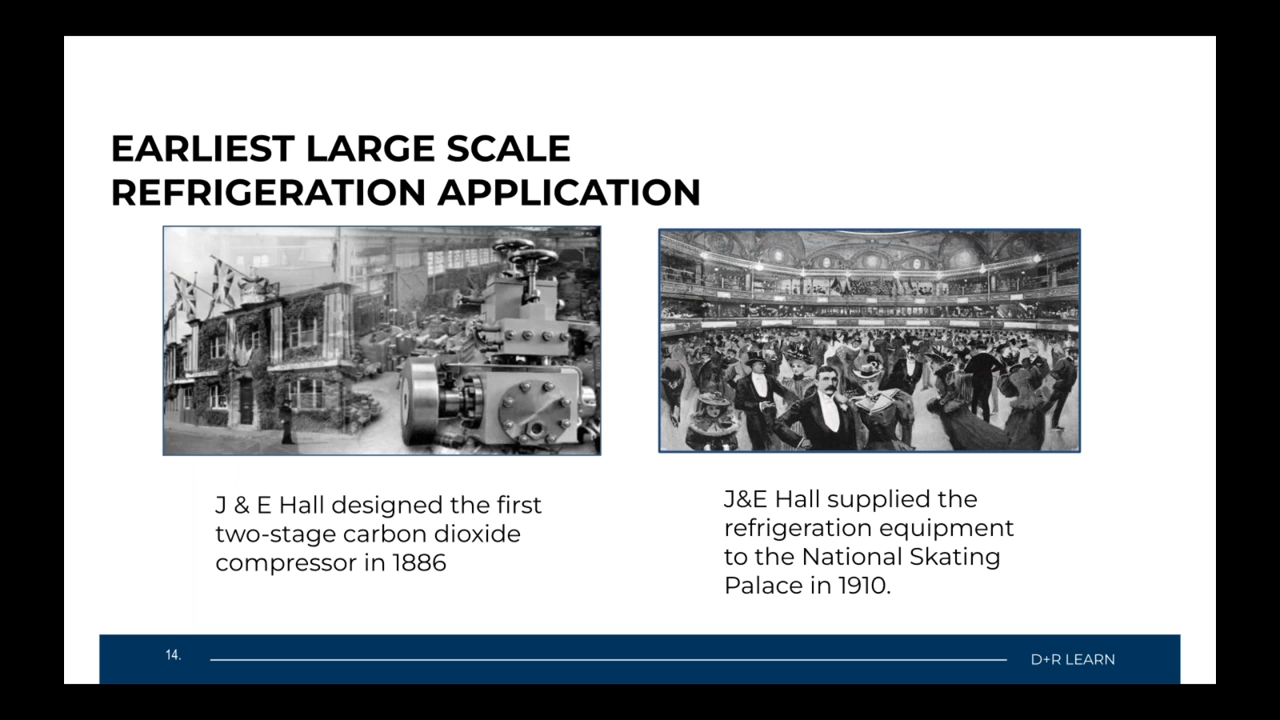 EARLIEST LARGE SCALE
REFRIGERATION APPLICATION
J & E Hall designed the first
two-stage carbon dioxide
compressor in 1886
J&E Hall supplied the
refrigeration equipment
to the National Skating
Palace in 1910.
14.
D+R LEARN